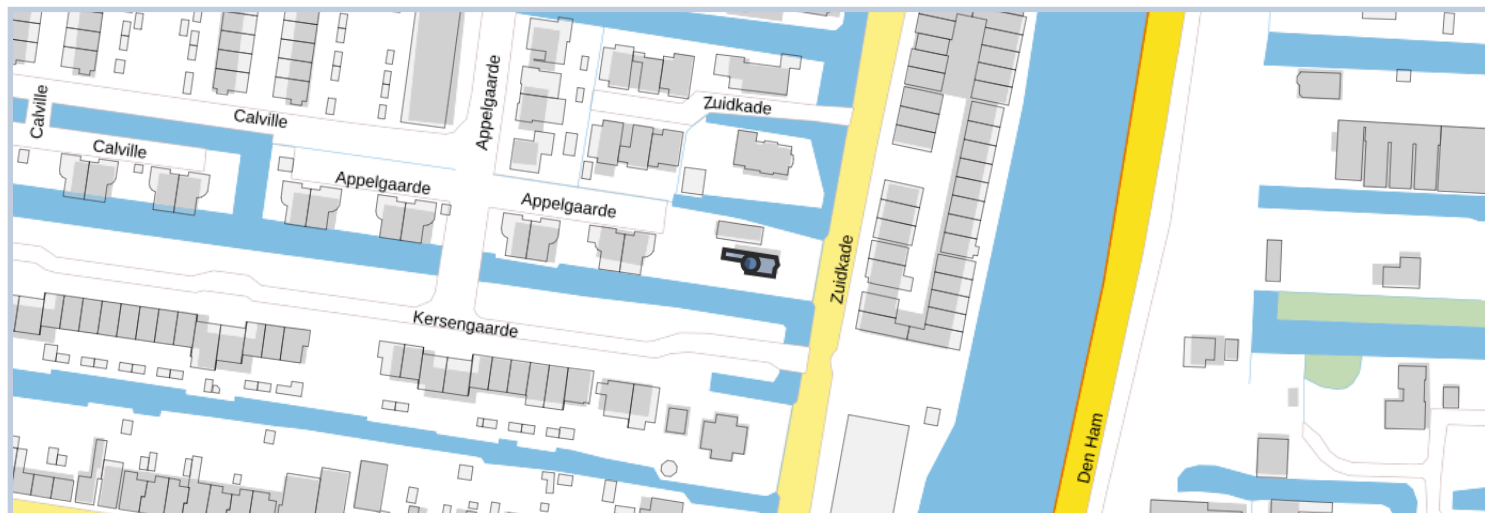 Calville
Calville
Calville
Appelgaarde
Appelgaarde
Appelgaarde
Zuidkade
Zuidkade
Kersengaarde
Den Ham